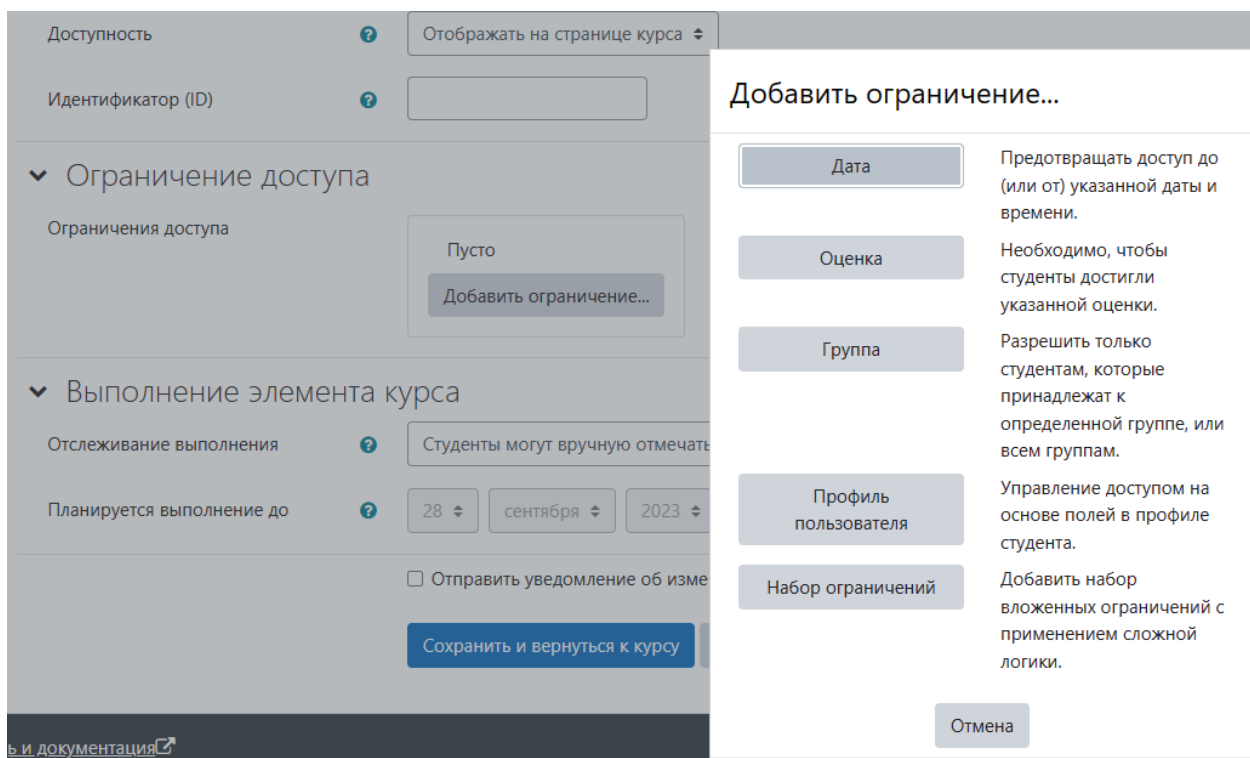 Доступность
Отображать на странице курса
Идентификатор (ID)
Ограничение доступа
Ограничения доступа
Пусто
Добавить ограничение...
Выполнение элемента курса
Отслеживание выполнения
Студенты могут вручную отмечать
Планируется выполнение до
28 сентября 2023
Отправить уведомление об изме
Сохранить и вернуться к курсу
ь и документация
Добавить ограничение...
Дата
Предотвращать доступ до
(или от) указанной даты и
времени.
Оценка
Необходимо, чтобы
студенты достигли
указанной оценки.
Группа
Разрешить только
студентам, которые
принадлежат к
определенной группе, или
всем группам.
Профиль
пользователя
Управление доступом на
основе полей в профиле
студента.
Набор ограничений
Добавить набор
вложенных ограничений с
применением сложной
логики.
Отмена